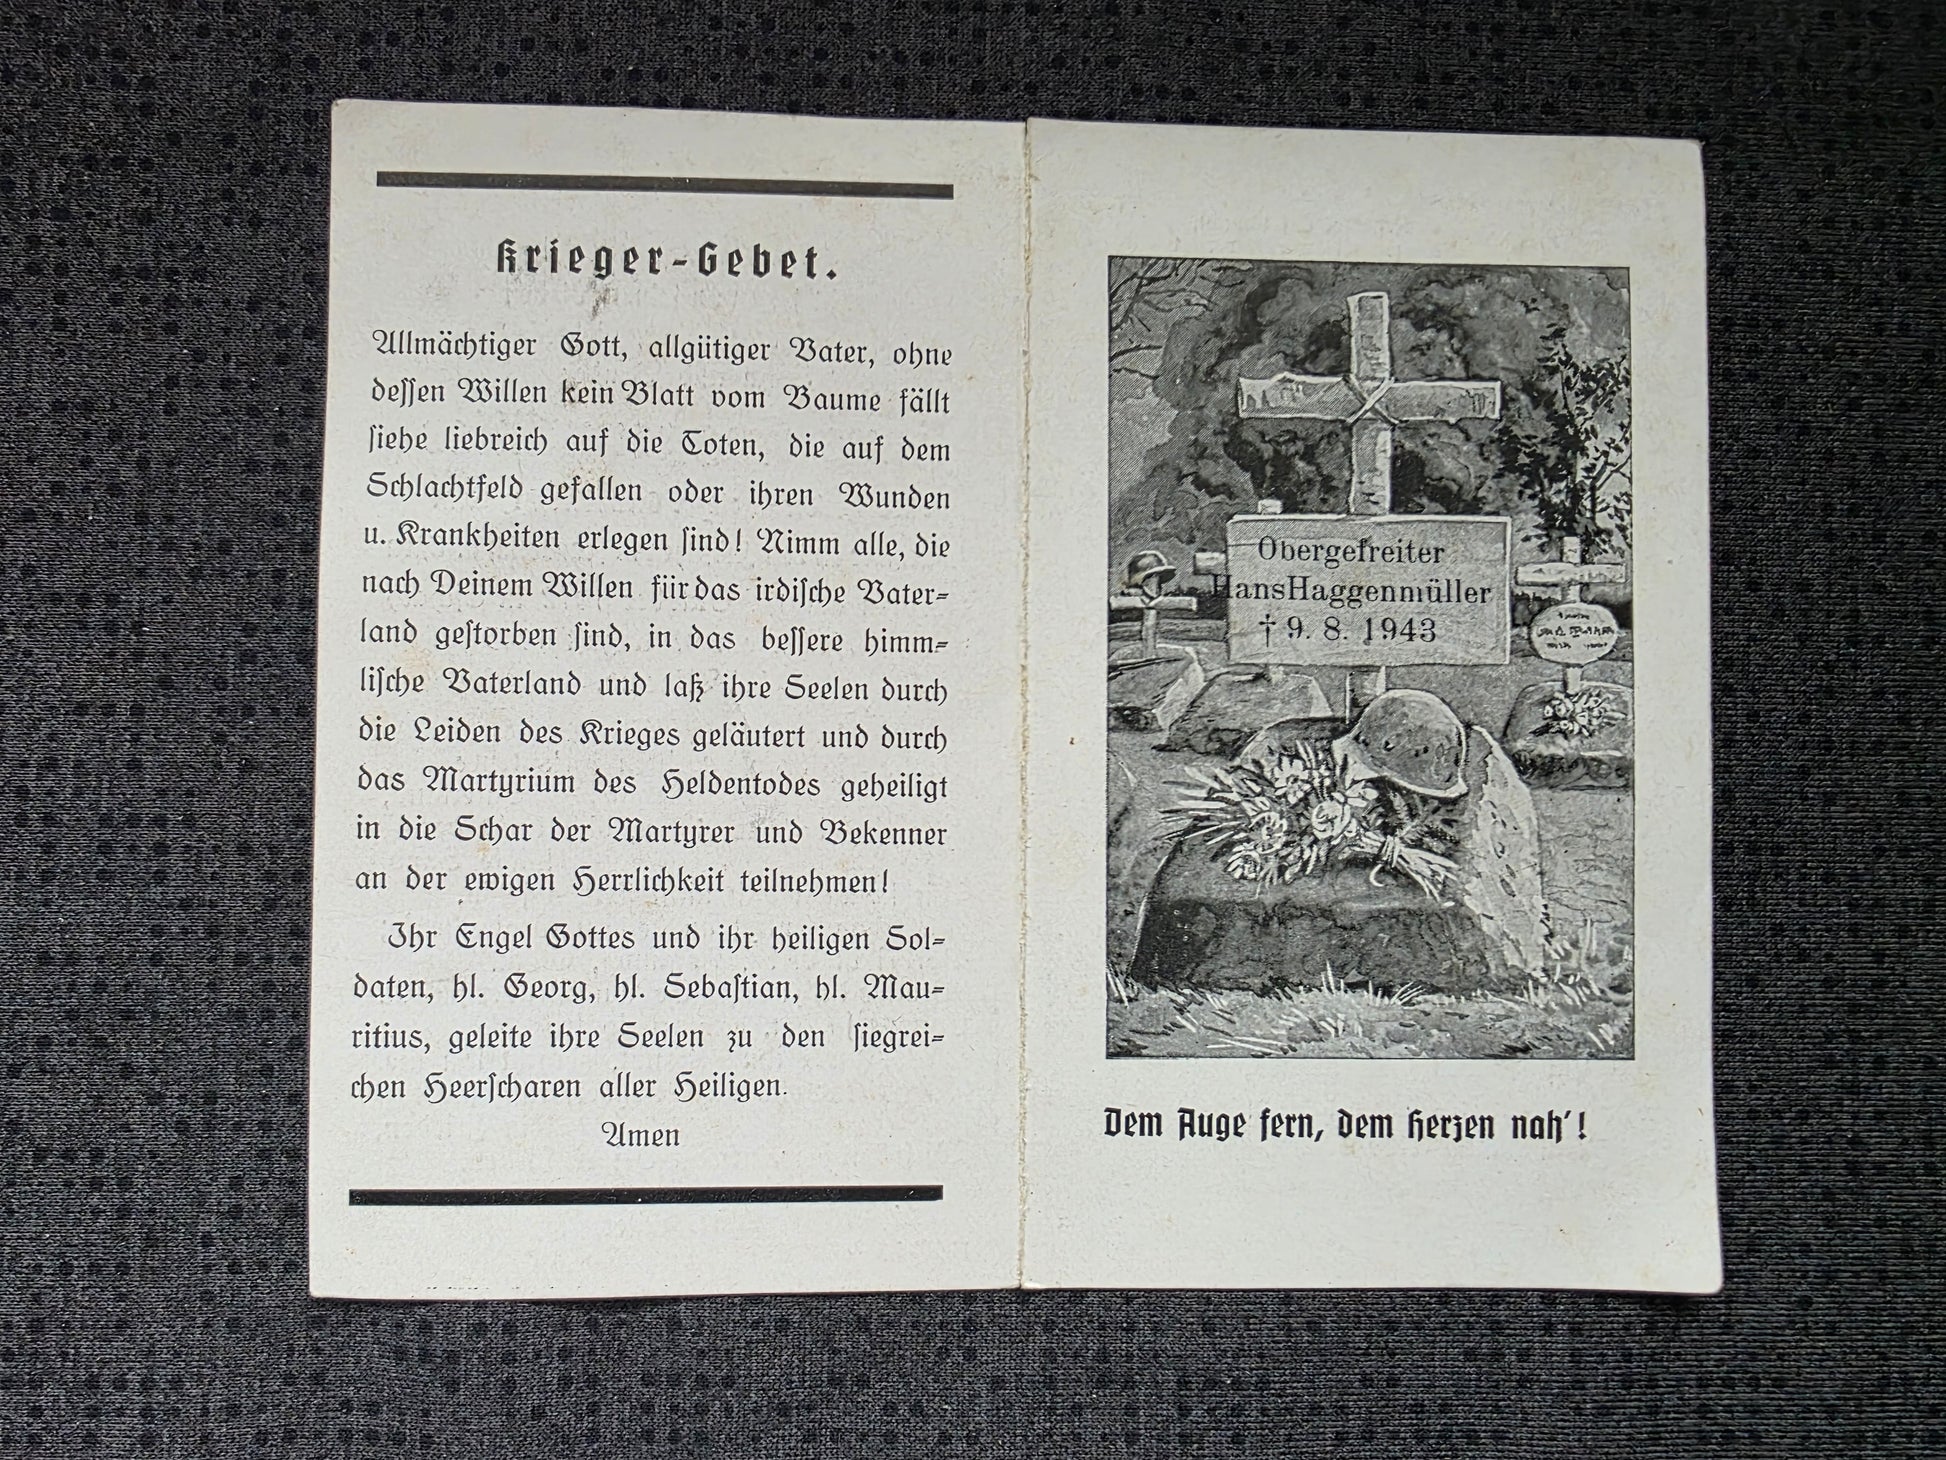 Krieger-Gebet.
Allmächtiger Gott, allgütiger Vater, ohne
dessen Willen kein Blatt vom Baume fällt
siehe liebreich auf die Toten, die auf dem
Schlachtfeld gefallen oder ihren Wunden
u. Krankheiten erlegen sind! Nimm alle, die
nach Deinem Willen für das irdische Vater=
land gestorben sind, in das bessere himm=
lische Vaterland und laß ihre Seelen durch
die Leiden des Krieges geläutert und durch
das Martyrium des Heldentodes geheiligt
in die Schar der Martyrer und Bekenner
an der ewigen Herrlichkeit teilnehmen!
Ihr Engel Gottes und ihr heiligen Sol=
daten, hl. Georg, hl. Sebastian, hl. Mau=
ritius, geleite ihre Seelen zu den siegrei=
chen Heerscharen aller Heiligen.
Amen
Obergefreiter
HansHaggenmüller
† 9. 8. 1943
Dem Auge fern, dem Herzen nah'!